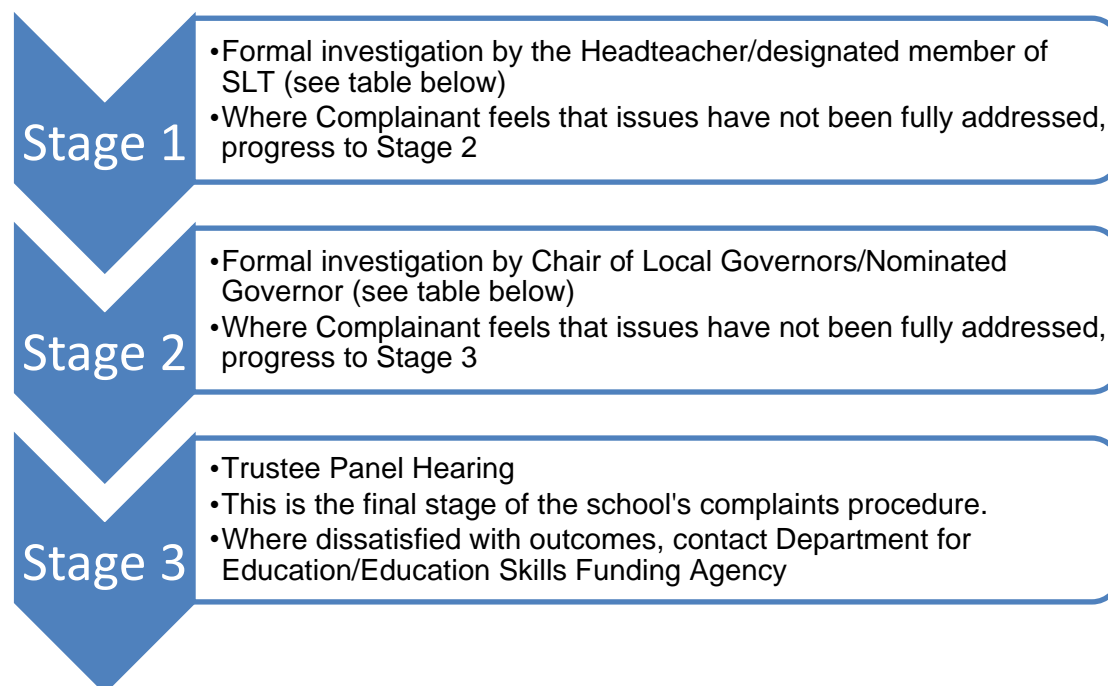 Stage 1
•Formal investigation by the Headteacher/designated member of
SLT (see table below)
•Where Complainant feels that issues have not been fully addressed,
progress to Stage 2
Stage 2
•Formal investigation by Chair of Local Governors/Nominated
Governor (see table below)
•Where Complainant feels that issues have not been fully addressed,
progress to Stage 3
Stage 3
•Trustee Panel Hearing
•This is the final stage of the school's complaints procedure.
•Where dissatisfied with outcomes, contact Department for
Education/Education Skills Funding Agency